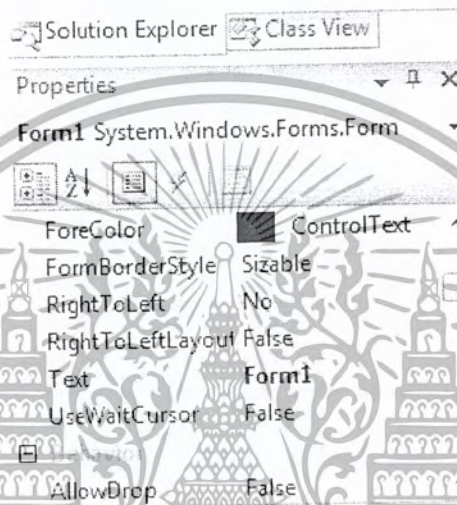 Solution Explorer Class View
Properties
Form1 System.Windows.Forms.Form
ForeColor ControlText
FormBorderStyle Sizable
RightToLeft No
RightToLeftLayout False
Text Form1
UseWaitCursor False
Behavior
AllowDrop False